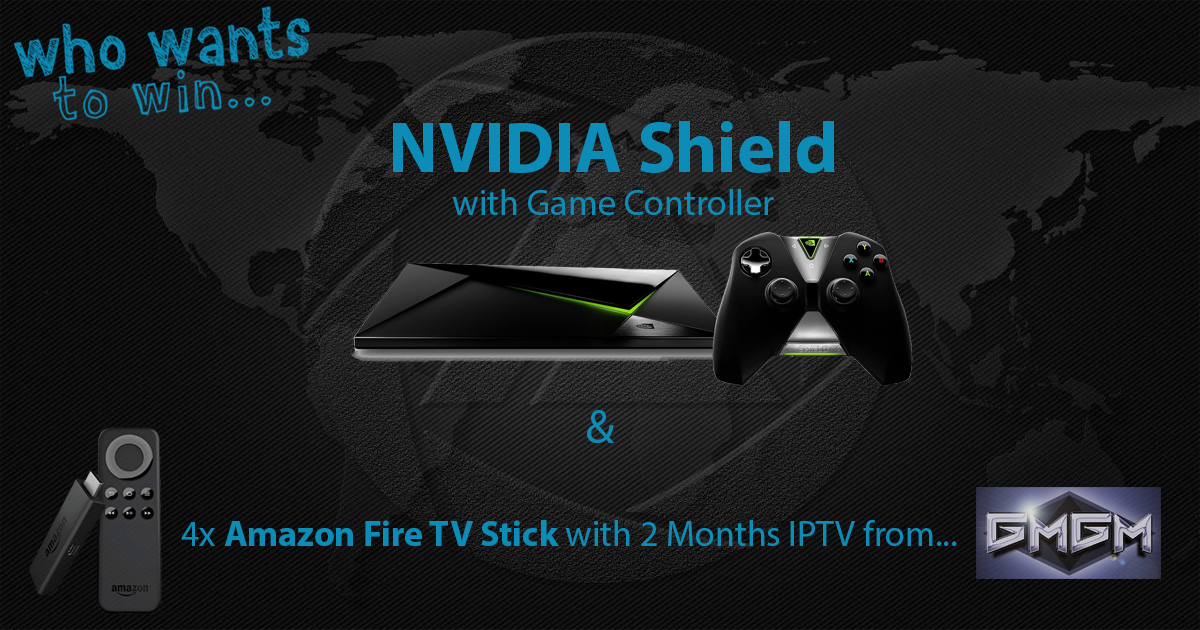 who wants
to win...
NVIDIA Shield
with Game Controller
Y
X
B
A
&
4x Amazon Fire TV Stick with 2 Months IPTV from...
GMGM
amazon
amazon